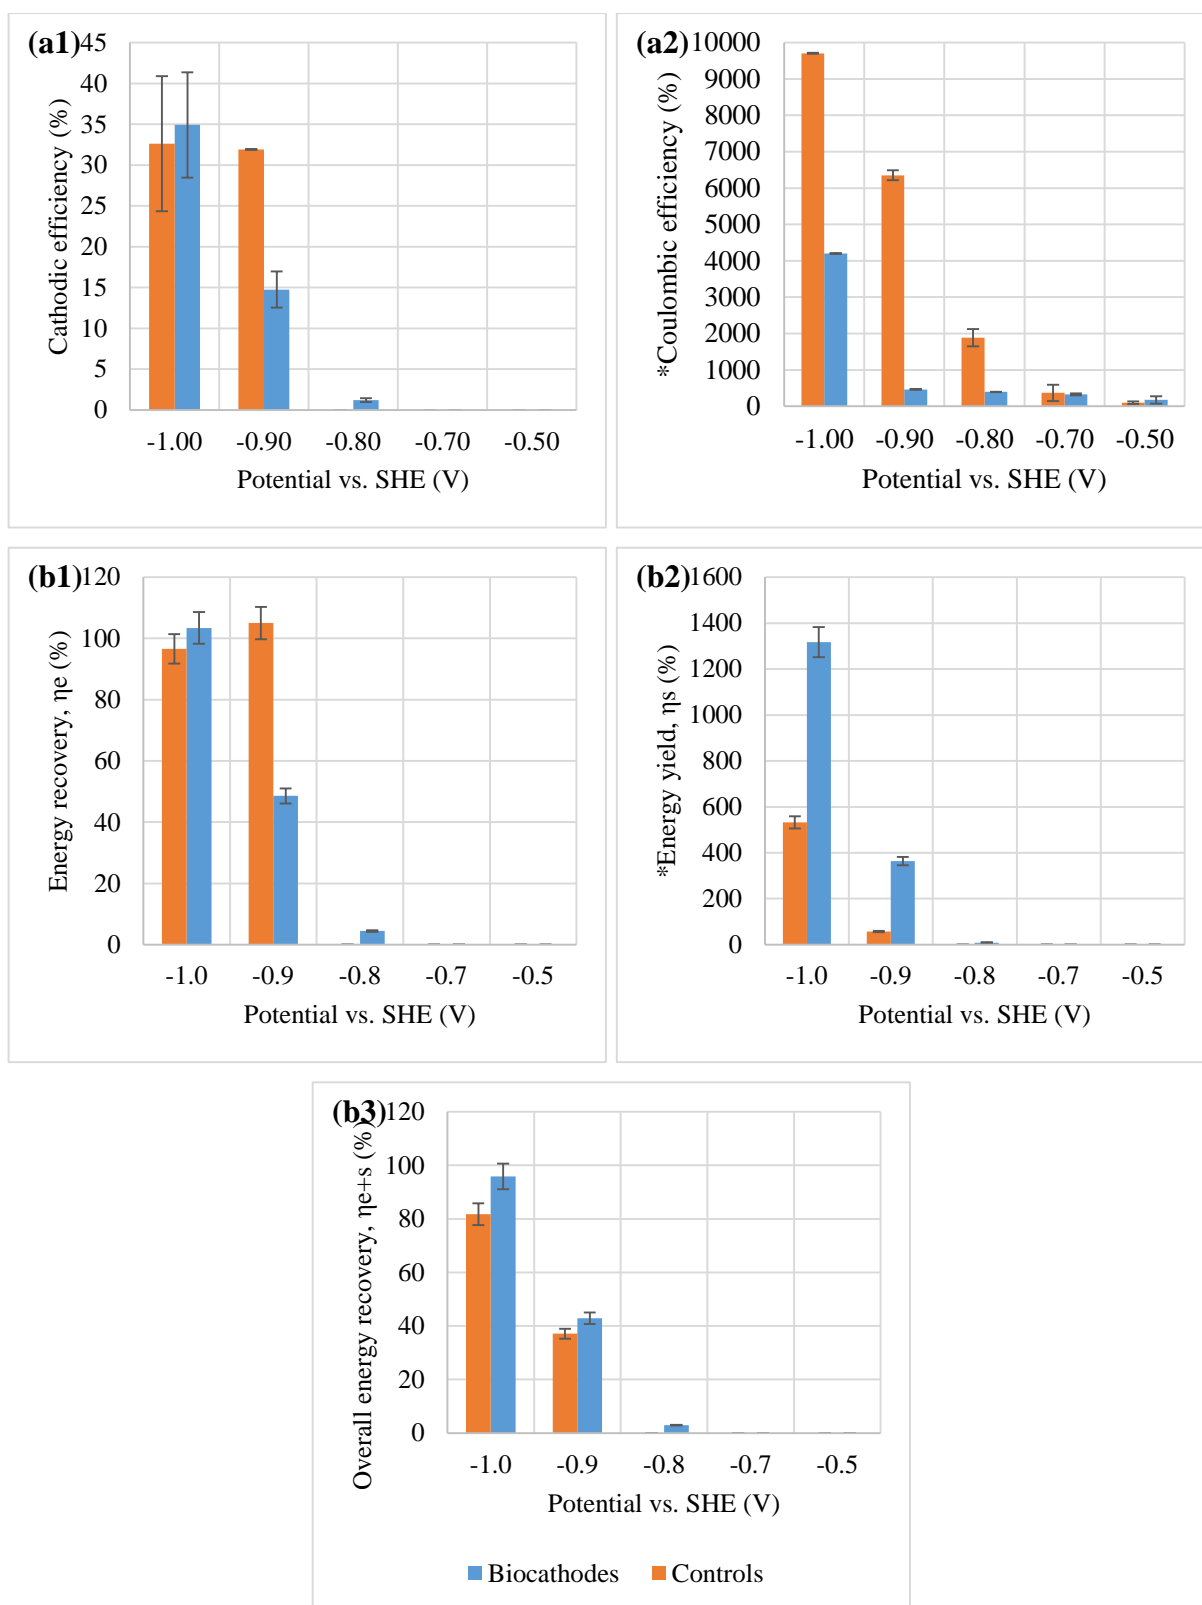 (a1)
45
40
35
30
25
20
15
10
5
0
Cathodic efficiency (%)
-1.00 -0.90 -0.80 -0.70 -0.50
Potential vs. SHE (V)
(a2)
10000
9000
8000
7000
6000
5000
4000
3000
2000
1000
0
*Coulombic efficiency (%)
-1.00 -0.90 -0.80 -0.70 -0.50
Potential vs. SHE (V)
(b1)
120
100
80
60
40
20
0
Energy recovery, ηe (%)
-1.0 -0.9 -0.8 -0.7 -0.5
Potential vs. SHE (V)
(b2)
1600
1400
1200
1000
800
600
400
200
0
*Energy yield, ηs (%)
-1.0 -0.9 -0.8 -0.7 -0.5
Potential vs. SHE (V)
(b3)
120
100
80
60
40
20
0
Overall energy recovery, ηe+s (%)
-1.0 -0.9 -0.8 -0.7 -0.5
Potential vs. SHE (V)
Biocathodes Controls